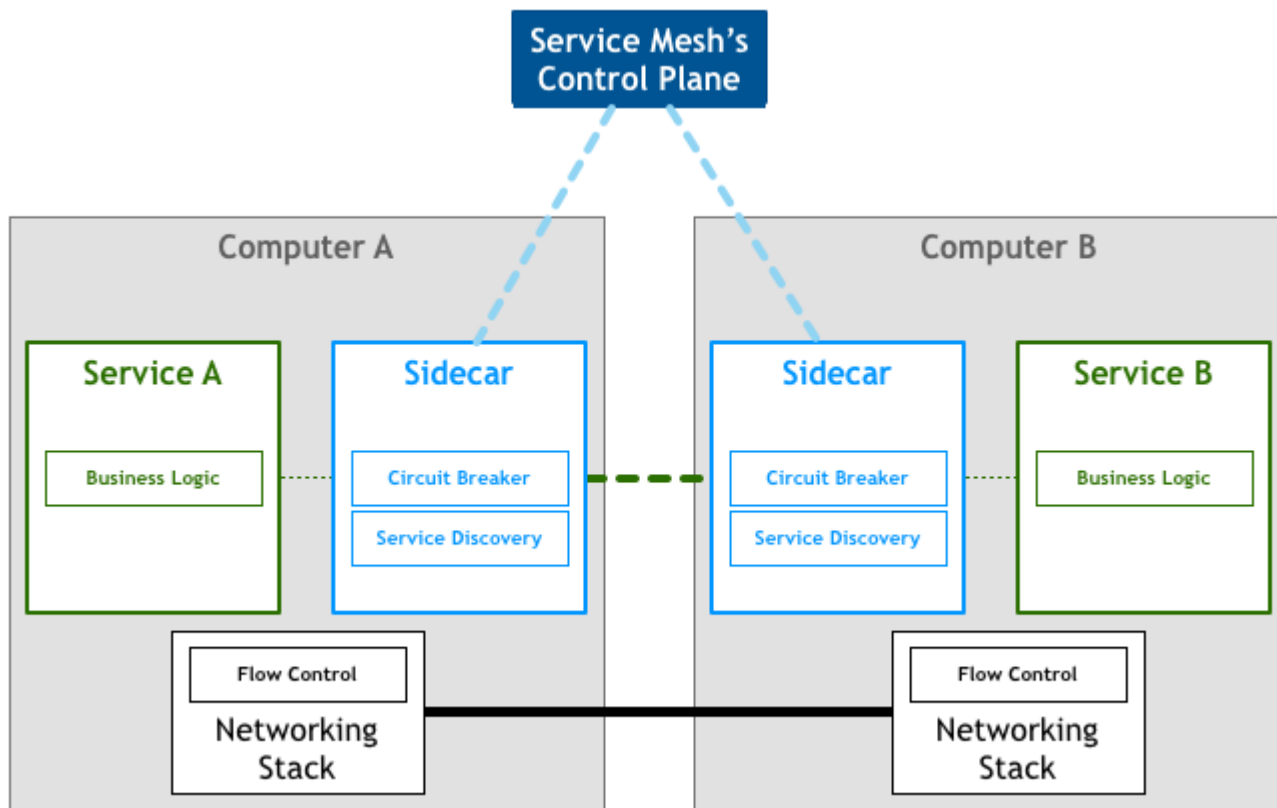 Service Mesh's
Control Plane
Computer A
Computer B
Service A
Sidecar
Sidecar
Service B
Business Logic
Circuit Breaker
Circuit Breaker
Business Logic
Service Discovery
Service Discovery
Flow Control
Flow Control
Networking
Stack
Networking
Stack